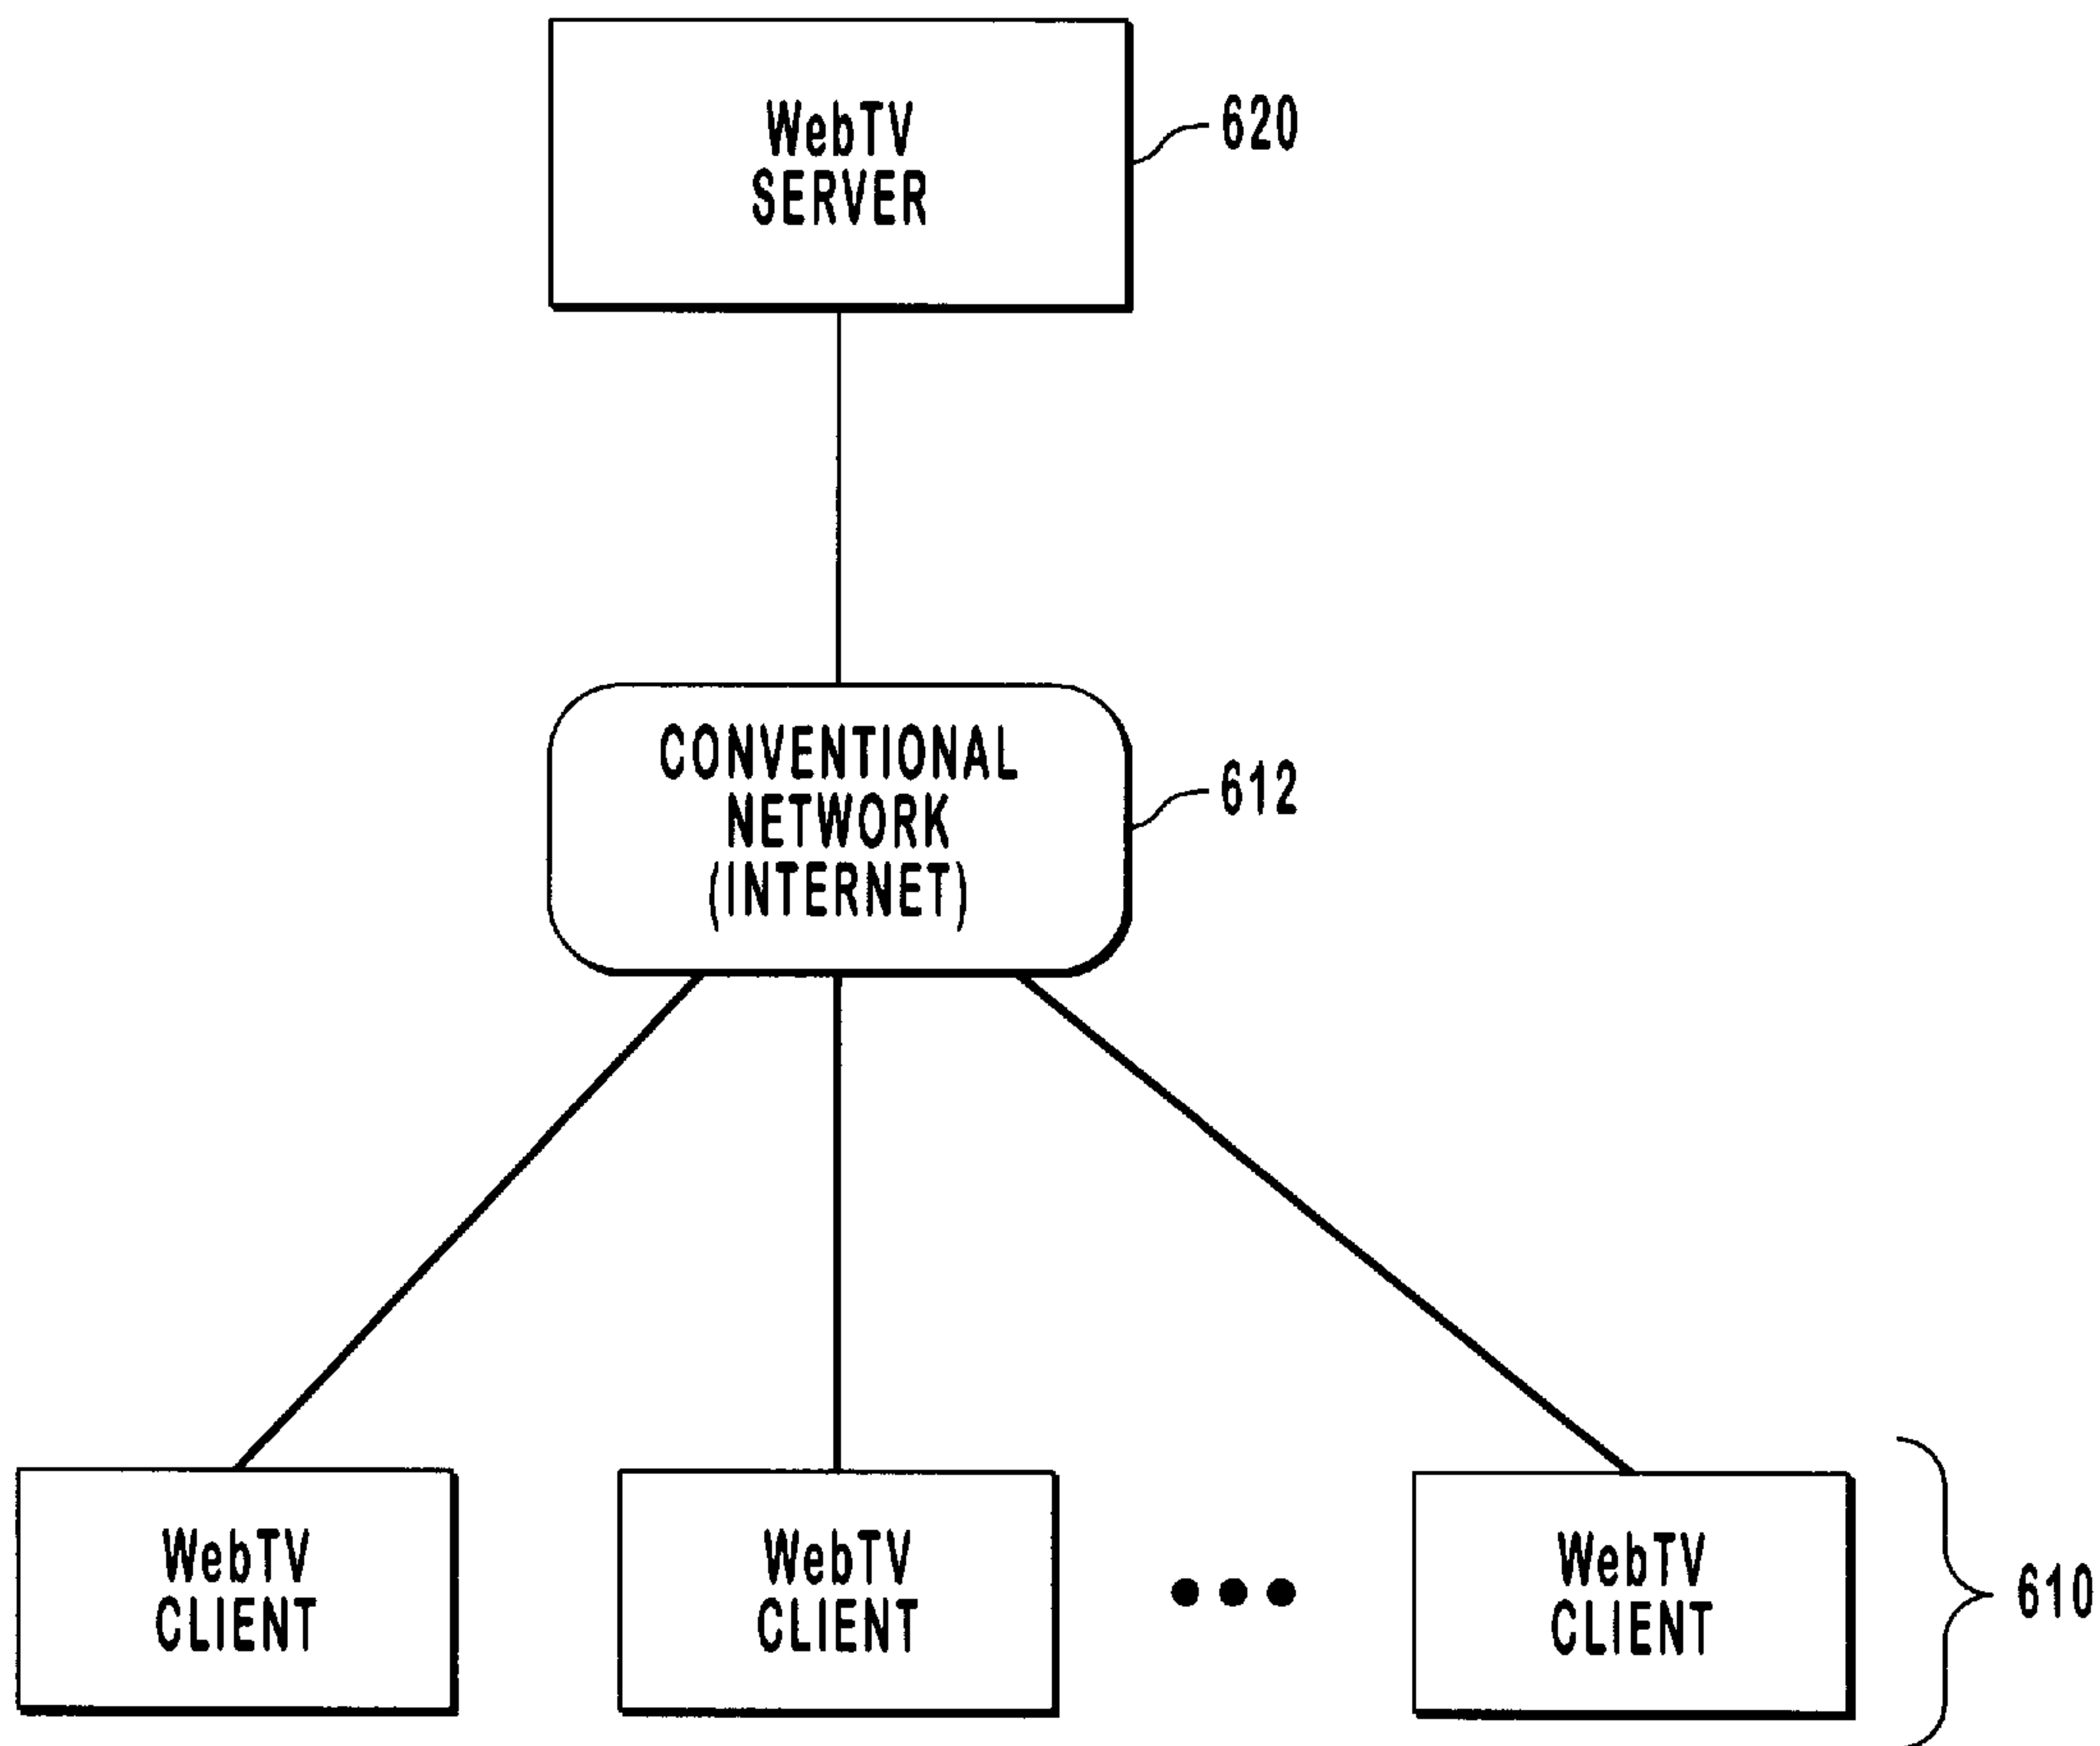 WebTV
SERVER
620
CONVENTIONAL
NETWORK
(INTERNET)
612
WebTV
CLIENT
WebTV
CLIENT
WebTV
CLIENT
610